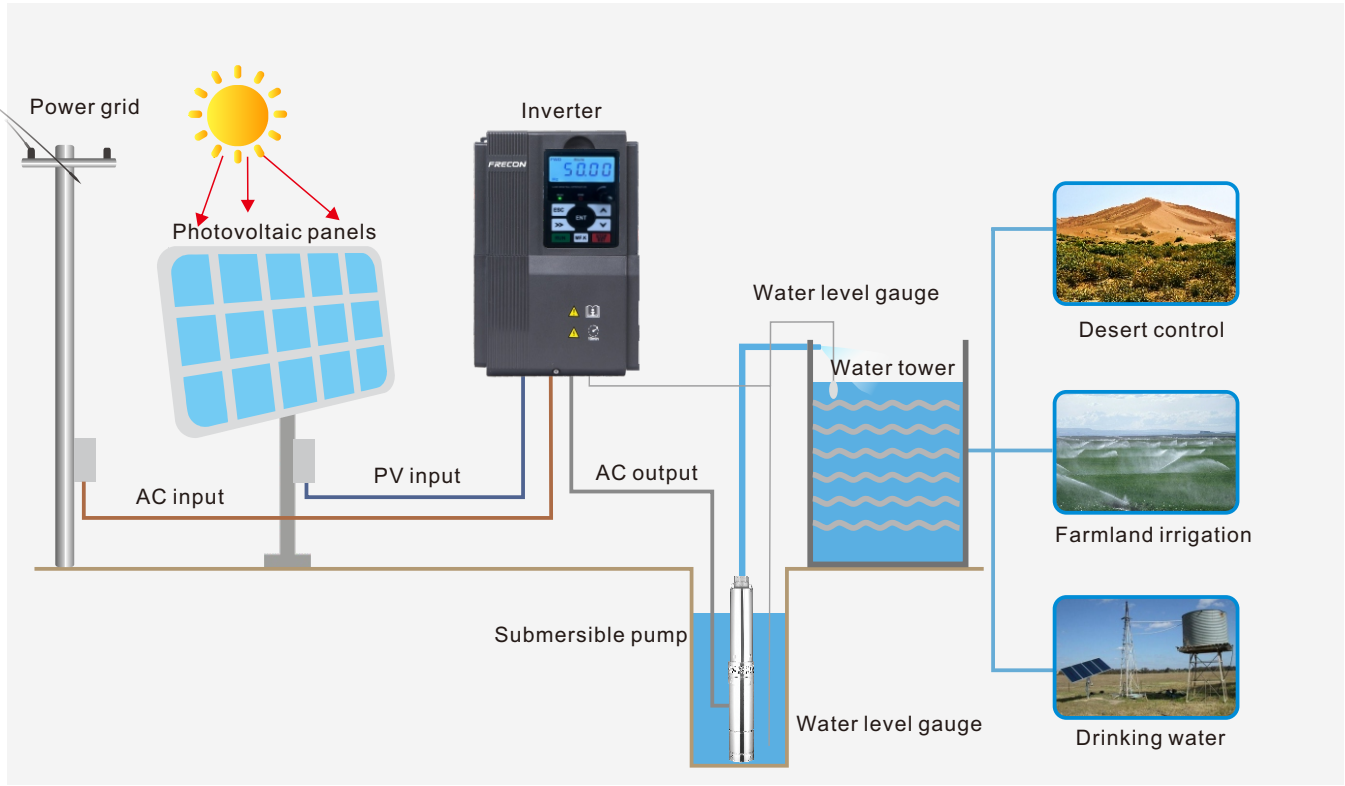 Power grid
Inverter
FRECON
50.00
ESC
ENT
Photovoltaic panels
Water level gauge
Water tower
Desert control
PV input
AC output
AC input
Farmland irrigation
Submersible pump
Water level gauge
Drinking water